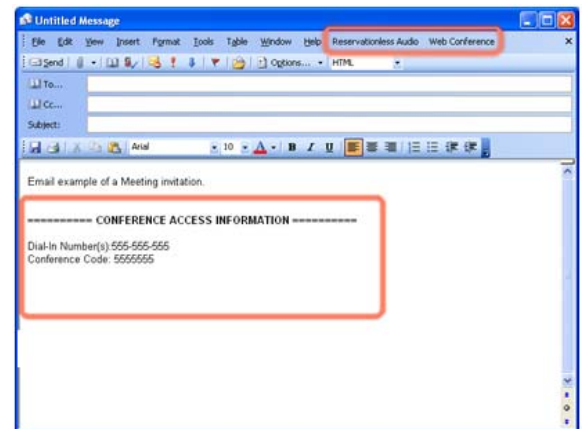 Untitled Message
File Edit View Insert Format Tools Table Window Help Reservationless Audio Web Conference
Send Options... HTML
To...
Cc...
Subject:
Arial 10 A B I U
Email example of a Meeting invitation.
========== CONFERENCE ACCESS INFORMATION ==========
Dial-In Number(s):555-555-555
Conference Code: 5555555